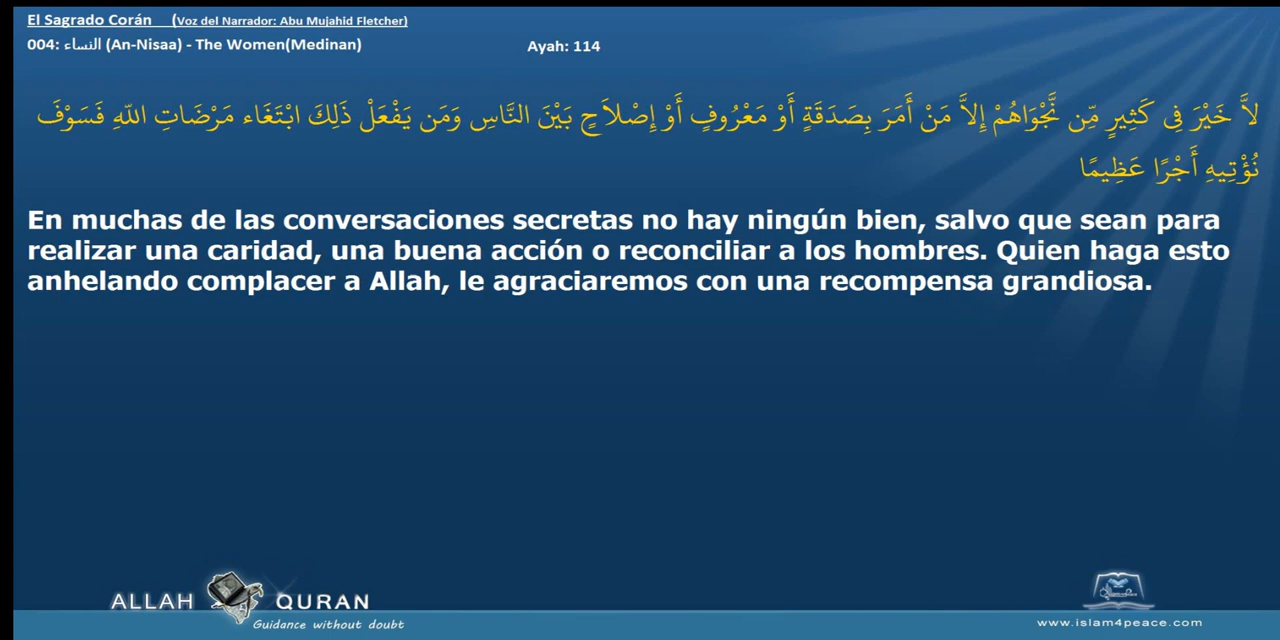 El Sagrado Corán (Voz del Narrador: Abu Mujahid Fletcher)
004: النساء (An-Nisaa) - The Women(Medinan) Ayah: 114
لاَّ خَيْرَ فِي كَثِيرٍ مِّن نَّجْوَاهُمْ إِلاَّ مَنْ أَمَرَ بِصَدَقَةٍ أَوْ مَعْرُوفٍ أَوْ إِصْلاَحٍ بَيْنَ النَّاسِ وَمَن يَفْعَلْ ذَلِكَ ابْتَغَاء مَرْضَاتِ اللّهِ فَسَوْفَ
نُؤْتِيهِ أَجْرًا عَظِيمًا
En muchas de las conversaciones secretas no hay ningún bien, salvo que sean para
realizar una caridad, una buena acción o reconciliar a los hombres. Quien haga esto
anhelando complacer a Allah, le agraciaremos con una recompensa grandiosa.
ALLAH QURAN
Guidance without doubt
www.islam4peace.com